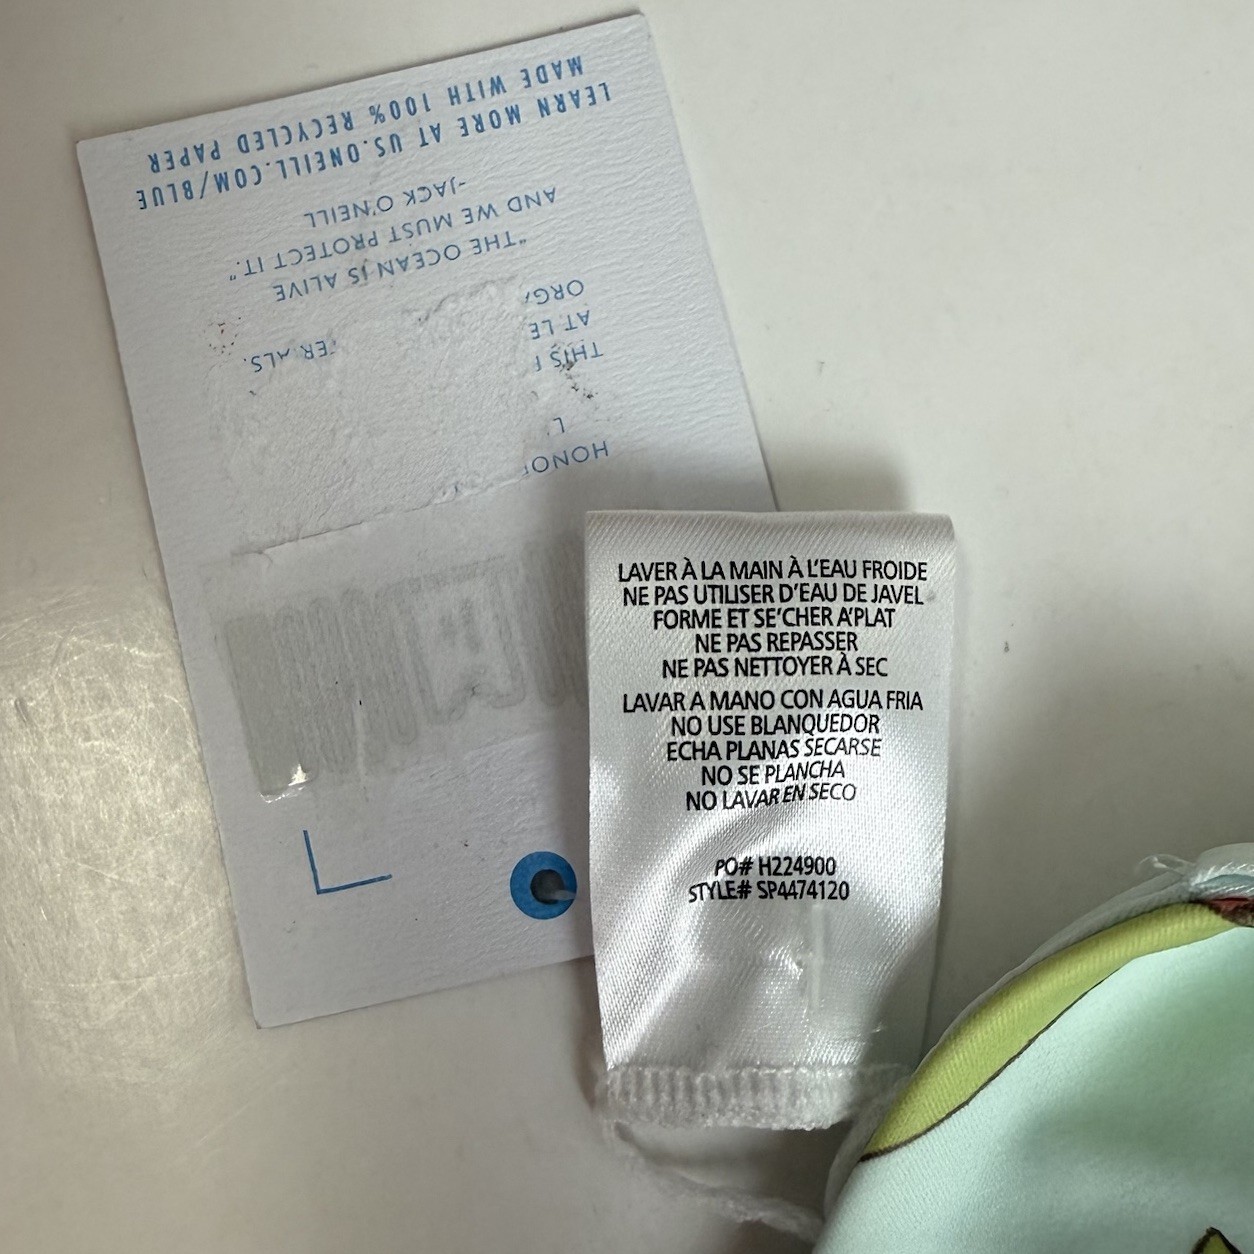 MADE WITH 100% RECYCLED PAPER
LEARN MORE AT US.ONEILL.COM/BLUE
-JACK O'NEILL
AND WE MUST PROTECT IT."
"THE OCEAN IS ALIVE
AT LE
THIS
LAVER À LA MAIN À L'EAU FROIDE
NE PAS UTILISER D'EAU DE JAVEL
FORME ET SE'CHER A'PLAT
NE PAS REPASSER
NE PAS NETTOYER À SEC
LAVAR A MANO CON AGUA FRIA
NO USE BLANQUEDOR
ECHA PLANAS SECARSE
NO SE PLANCHA
NO LAVAR EN SECO
PO# H224900
STYLE# SP4474120